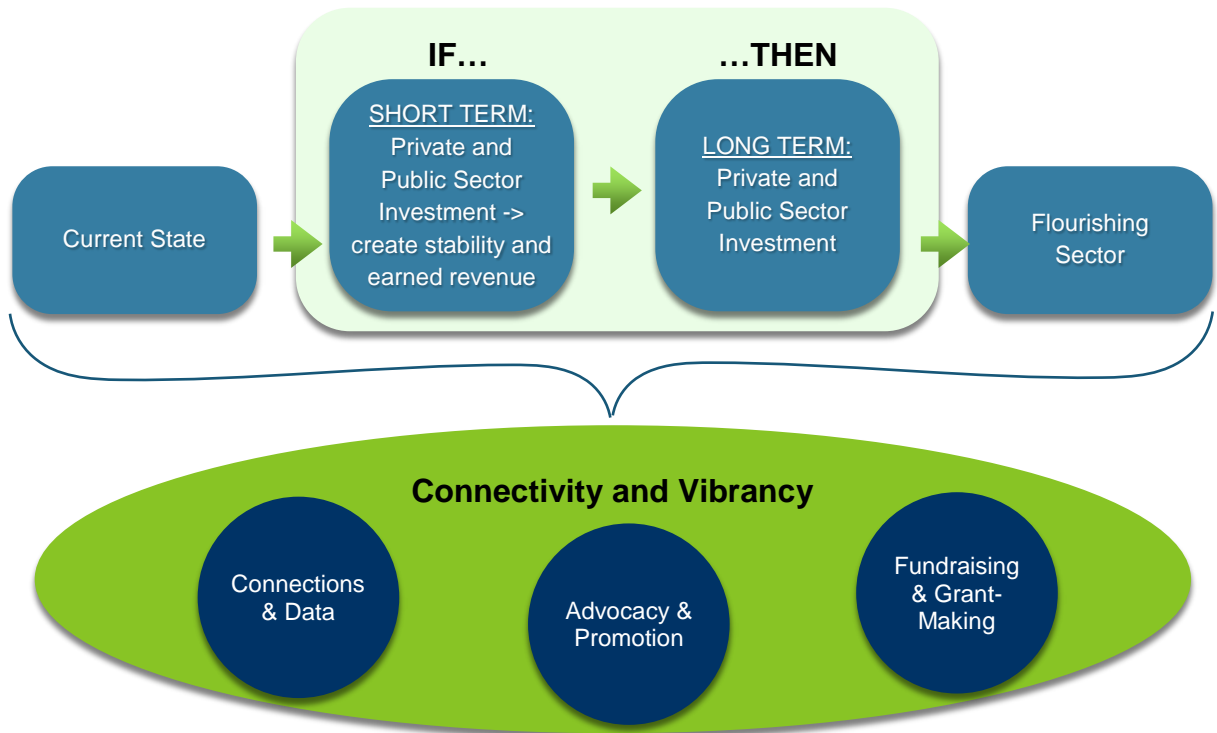 IF…
…THEN
Current State
SHORT TERM:
Private and
Public Sector
Investment ->
create stability and
earned revenue
LONG TERM:
Private and
Public Sector
Investment
Flourishing
Sector
Connectivity and Vibrancy
Connections
& Data
Advocacy &
Promotion
Fundraising
& Grant-
Making